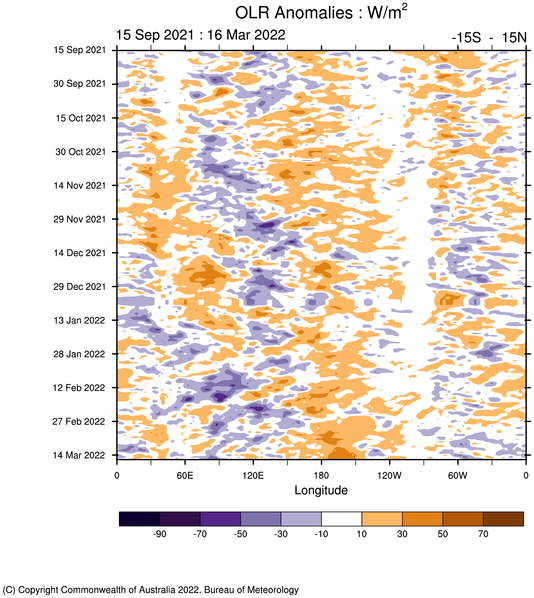 OLR Anomalies : W/m²
15 Sep 2021 : 16 Mar 2022
-15S - 15N
15 Sep 2021
30 Sep 2021
15 Oct 2021
30 Oct 2021
14 Nov 2021
29 Nov 2021
14 Dec 2021
29 Dec 2021
13 Jan 2022
28 Jan 2022
12 Feb 2022
27 Feb 2022
14 Mar 2022
0 60E 120E 180 120W 60W 0
Longitude
-90 -70 -50 -30 -10 10 30 50 70
(C) Copyright Commonwealth of Australia 2022. Bureau of Meteorology